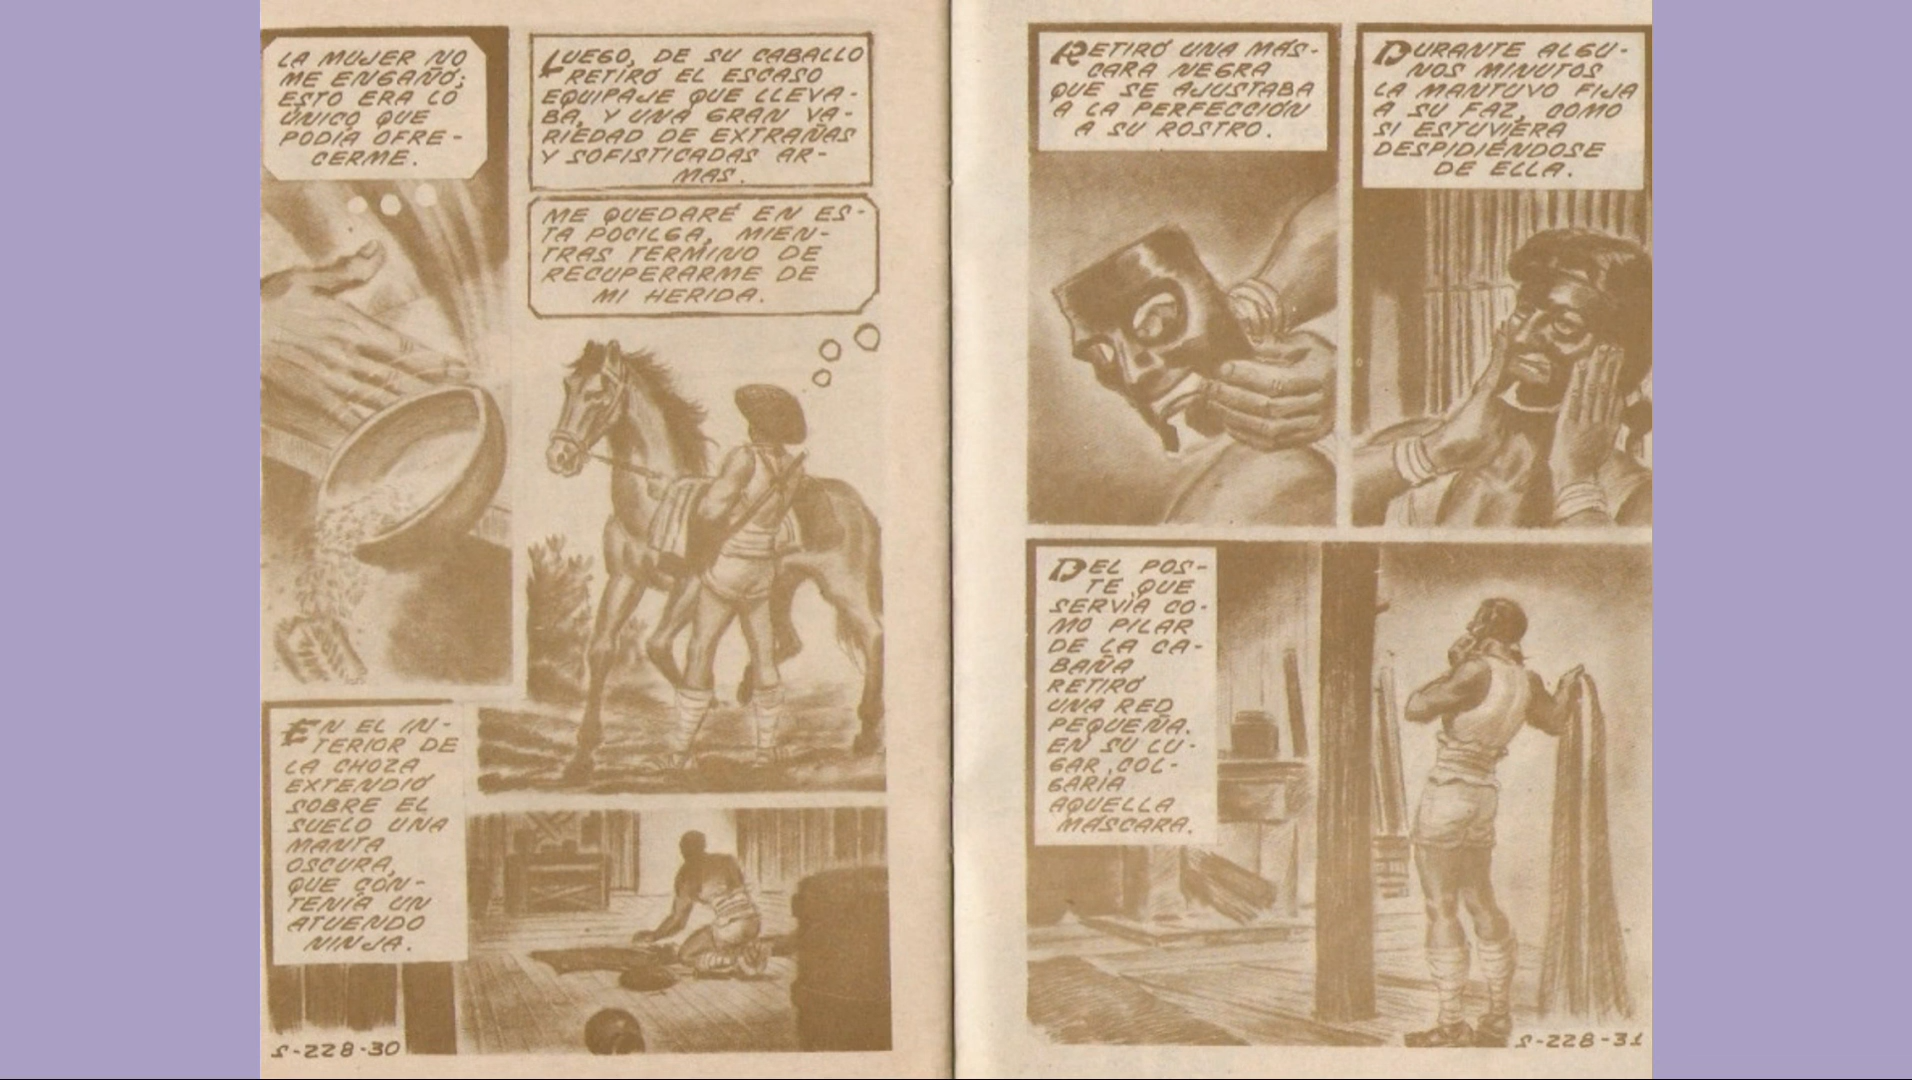 LA MUJER NO
ME ENGAÑÓ;
ESTO ERA LO
ÚNICO QUE
PODÍA OFRE-
CERME.
LUEGO, DE SU CABALLO
RETIRÓ EL ESCASO
EQUIPAJE QUE LLEVA-
BA, Y UNA GRAN VA-
RIEDAD DE EXTRAÑAS
Y SOFISTICADAS AR-
MAS.
ME QUEDARÉ EN ES-
TA POCILGA, MIEN-
TRAS TERMINO DE
RECUPERARME DE
MI HERIDA.
EN EL IN-
TERIOR DE
LA CHOZA
EXTENDIÓ
SOBRE EL
SUELO UNA
MANTA
OSCURA,
QUE CON-
TENÍA UN
ATUENDO
NINJA.
S-228-30
RETIRÓ UNA MÁS-
CARA NEGRA
QUE SE AJUSTABA
A LA PERFECCIÓN
A SU ROSTRO.
DURANTE ALGU-
NOS MINUTOS
LA MANTUVO FIJA
A SU FAZ, COMO
SI ESTUVIERA
DESPIDIÉNDOSE
DE ELLA.
DEL POS-
TE QUE
SERVÍA CO-
MO PILAR
DE LA CA-
BAÑA
RETIRÓ
UNA RED
PEQUEÑA.
EN SU LU-
GAR, COL-
GARÍA
AQUELLA
MÁSCARA.
S-228-31